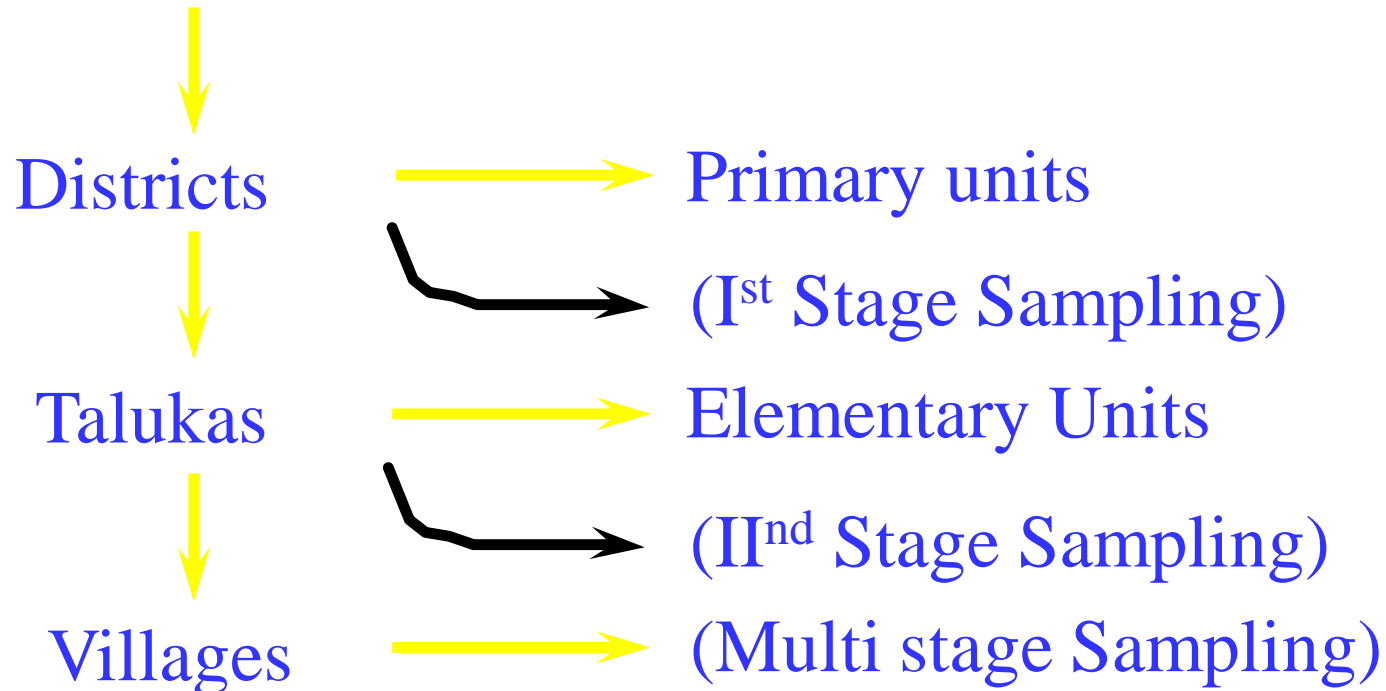 Districts Primary units
(Ist Stage Sampling)
Talukas Elementary Units
(IInd Stage Sampling)
Villages (Multi stage Sampling)